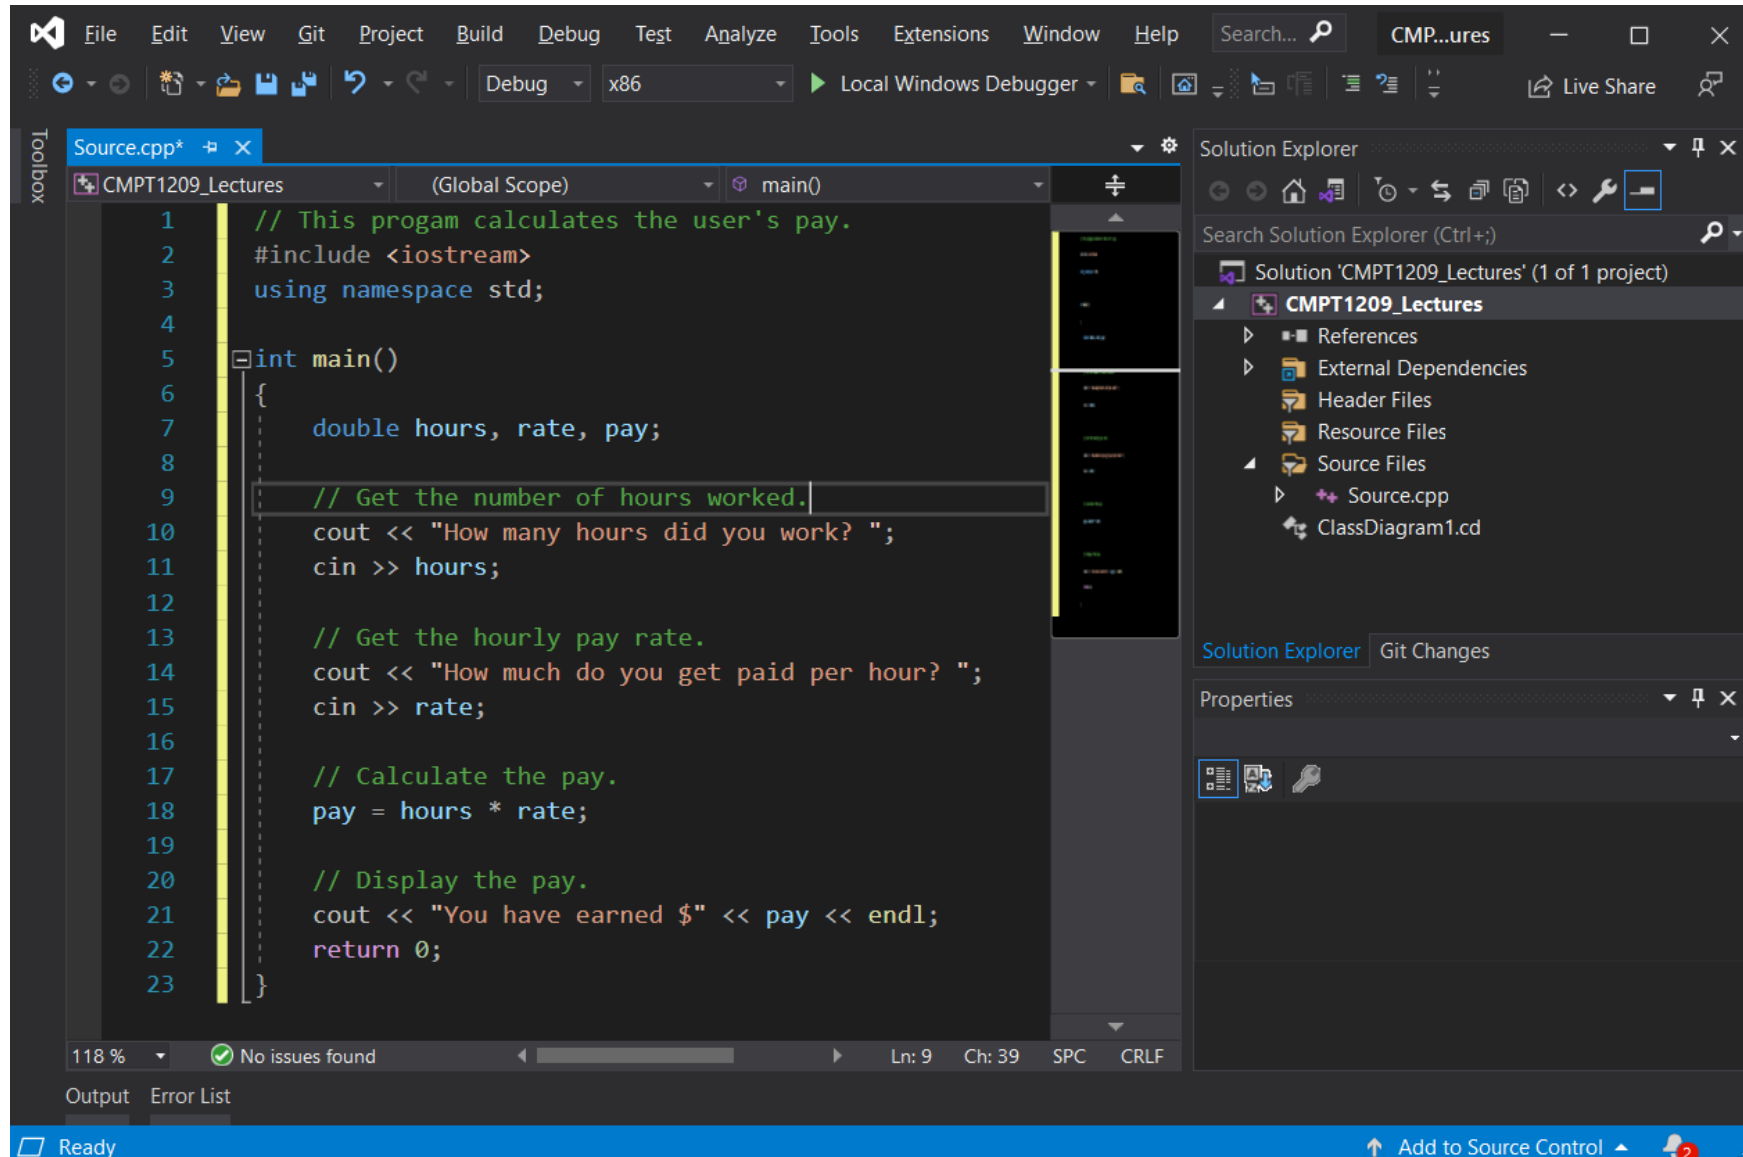 File Edit View Git Project Build Debug Test Analyze Tools Extensions Window Help Search... CMP...ures
Debug x86 Local Windows Debugger Live Share
Toolbox
Source.cpp*
CMPT1209_Lectures (Global Scope) main()
1 // This progam calculates the user's pay.
2 #include <iostream>
3 using namespace std;
4
5 int main()
6 {
7 double hours, rate, pay;
8
9 // Get the number of hours worked.
10 cout << "How many hours did you work? ";
11 cin >> hours;
12
13 // Get the hourly pay rate.
14 cout << "How much do you get paid per hour? ";
15 cin >> rate;
16
17 // Calculate the pay.
18 pay = hours * rate;
19
20 // Display the pay.
21 cout << "You have earned $" << pay << endl;
22 return 0;
23 }
118 % No issues found Ln: 9 Ch: 39 SPC CRLF
Output Error List
Solution Explorer
Search Solution Explorer (Ctrl+;)
Solution 'CMPT1209_Lectures' (1 of 1 project)
CMPT1209_Lectures
References
External Dependencies
Header Files
Resource Files
Source Files
Source.cpp
ClassDiagram1.cd
Solution Explorer Git Changes
Properties
Ready Add to Source Control 2